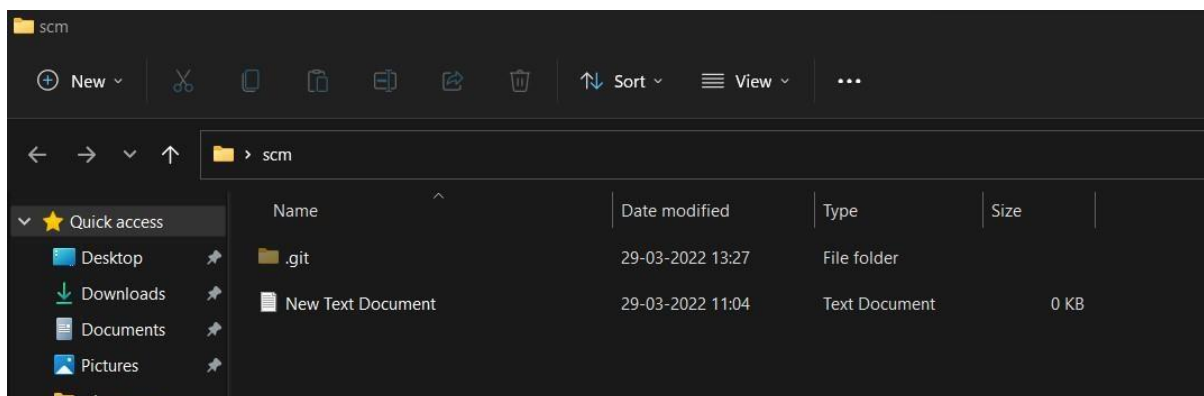 scm
New Sort View
scm
Name Date modified Type Size
Quick access
Desktop .git 29-03-2022 13:27 File folder
Downloads New Text Document 29-03-2022 11:04 Text Document 0 KB
Documents
Pictures